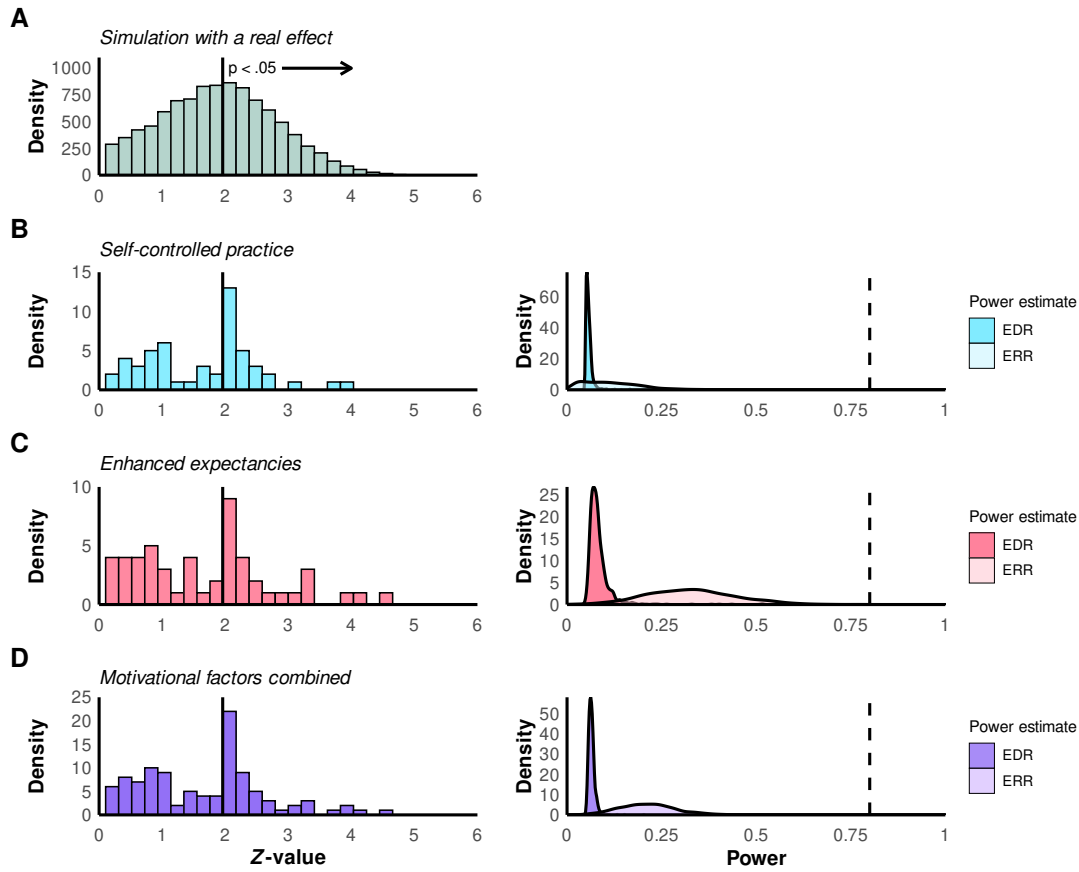 A
Simulation with a real effect
p < .05
Density
1000
750
500
250
0
0 1 2 3 4 5 6
B
Self-controlled practice
Density
15
10
5
0
0 1 2 3 4 5 6
Density
60
40
20
0
0 0.25 0.5 0.75 1
Power estimate
EDR
ERR
C
Enhanced expectancies
Density
10
5
0
0 1 2 3 4 5 6
Density
25
20
15
10
5
0
0 0.25 0.5 0.75 1
Power estimate
EDR
ERR
D
Motivational factors combined
Density
25
20
15
10
5
0
0 1 2 3 4 5 6
Z-value
Density
50
40
30
20
10
0
0 0.25 0.5 0.75 1
Power
Power estimate
EDR
ERR